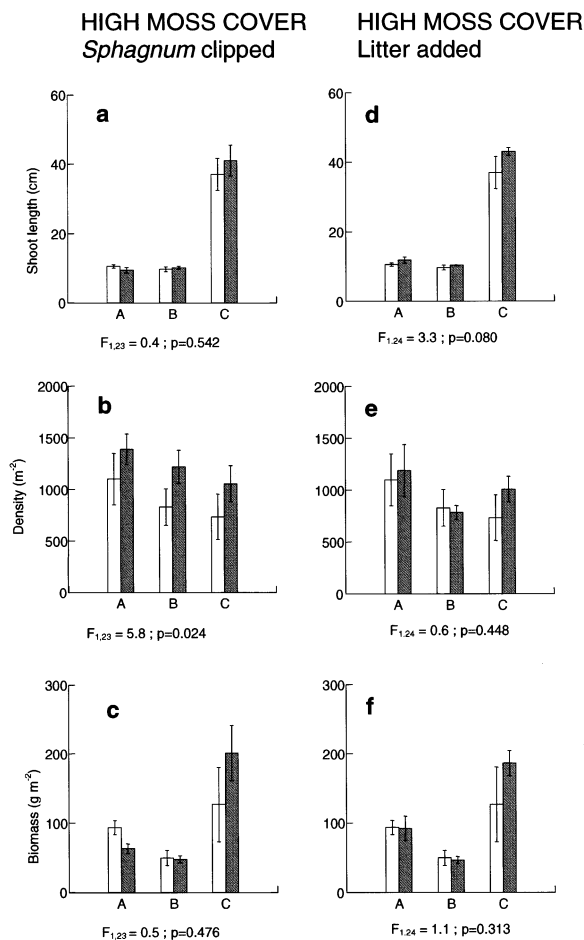 HIGH MOSS COVER
Sphagnum clipped
HIGH MOSS COVER
Litter added
a
Shoot length (cm)
60
40
20
0
A B C
F1,23 = 0.4 ; p=0.542
d
60
40
20
0
A B C
F1.24 = 3.3 ; p=0.080
b
Density (m-2)
2000
1500
1000
500
0
A B C
F1,23 = 5.8 ; p=0.024
e
2000
1500
1000
500
0
A B C
F1.24 = 0.6 ; p=0.448
c
Biomass (g m-2)
300
200
100
0
A B C
F1,23 = 0.5 ; p=0.476
f
300
200
100
0
A B C
F1.24 = 1.1 ; p=0.313